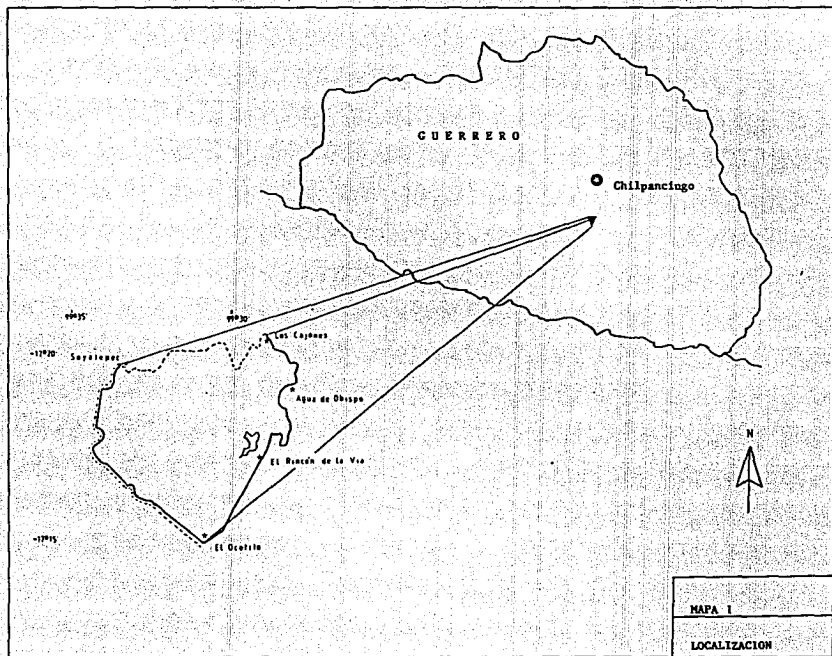 GUERRERO
Chilpancingo
99°35'
99°30'
Los Cajones
-17°20'
Agua de Obispo
El Rincón de la Vía
N
-17°15'
El Ocotito
MAPA 1
LOCALIZACION